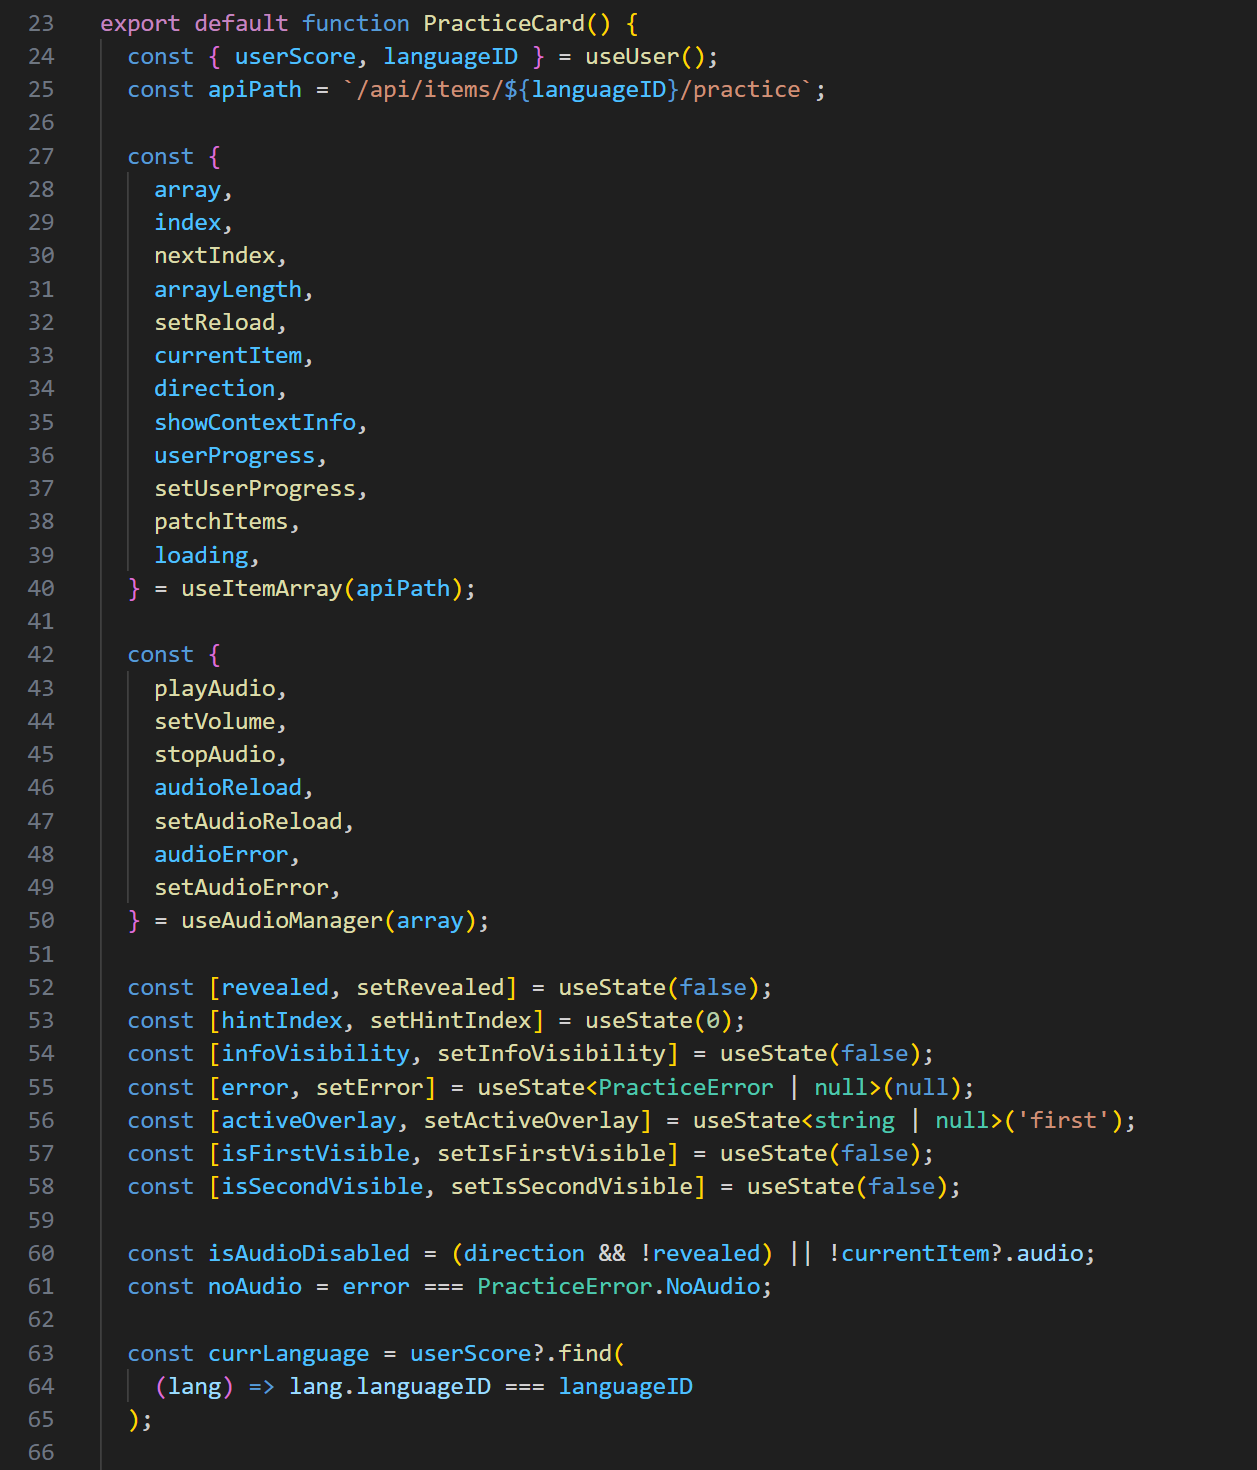 23 export default function PracticeCard() {
24   const { userScore, languageID } = useUser();
25   const apiPath = `/api/items/${languageID}/practice`;
26
27   const {
28     array,
29     index,
30     nextIndex,
31     arrayLength,
32     setReload,
33     currentItem,
34     direction,
35     showContextInfo,
36     userProgress,
37     setUserProgress,
38     patchItems,
39     loading,
40   } = useItemArray(apiPath);
41
42   const {
43     playAudio,
44     setVolume,
45     stopAudio,
46     audioReload,
47     setAudioReload,
48     audioError,
49     setAudioError,
50   } = useAudioManager(array);
51
52   const [revealed, setRevealed] = useState(false);
53   const [hintIndex, setHintIndex] = useState(0);
54   const [infoVisibility, setInfoVisibility] = useState(false);
55   const [error, setError] = useState<PracticeError | null>(null);
56   const [activeOverlay, setActiveOverlay] = useState<string | null>('first');
57   const [isFirstVisible, setIsFirstVisible] = useState(false);
58   const [isSecondVisible, setIsSecondVisible] = useState(false);
59
60   const isAudioDisabled = (direction && !revealed) || !currentItem?.audio;
61   const noAudio = error === PracticeError.NoAudio;
62
63   const currLanguage = userScore?.find(
64     (lang) => lang.languageID === languageID
65   );
66